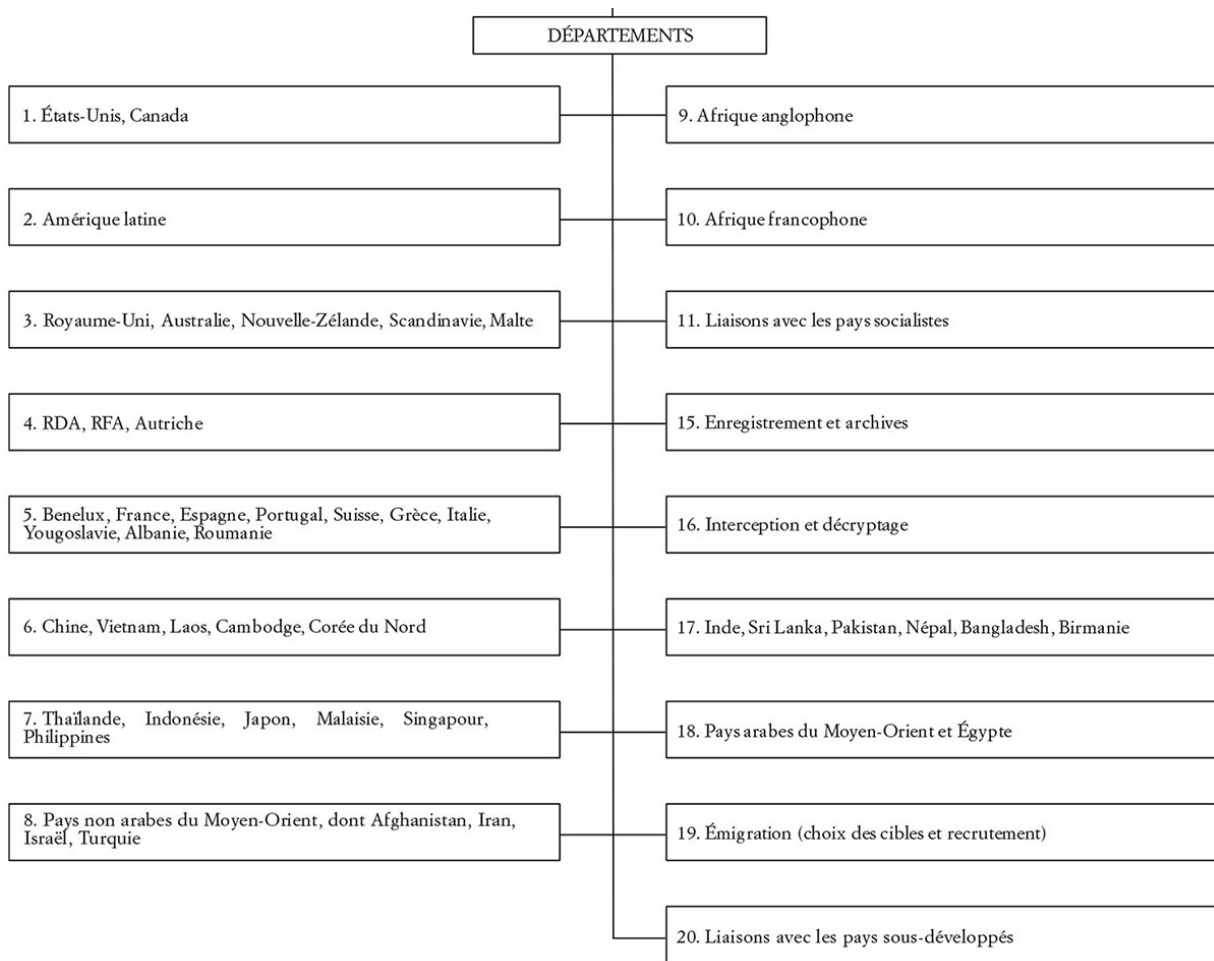 DÉPARTEMENTS
1. États-Unis, Canada
2. Amérique latine
3. Royaume-Uni, Australie, Nouvelle-Zélande, Scandinavie, Malte
4. RDA, RFA, Autriche
5. Benelux, France, Espagne, Portugal, Suisse, Grèce, Italie,
Yougoslavie, Albanie, Roumanie
6. Chine, Vietnam, Laos, Cambodge, Corée du Nord
7. Thaïlande, Indonésie, Japon, Malaisie, Singapour,
Philippines
8. Pays non arabes du Moyen-Orient, dont Afghanistan, Iran,
Israël, Turquie
9. Afrique anglophone
10. Afrique francophone
11. Liaisons avec les pays socialistes
15. Enregistrement et archives
16. Interception et décryptage
17. Inde, Sri Lanka, Pakistan, Népal, Bangladesh, Birmanie
18. Pays arabes du Moyen-Orient et Égypte
19. Émigration (choix des cibles et recrutement)
20. Liaisons avec les pays sous-développés